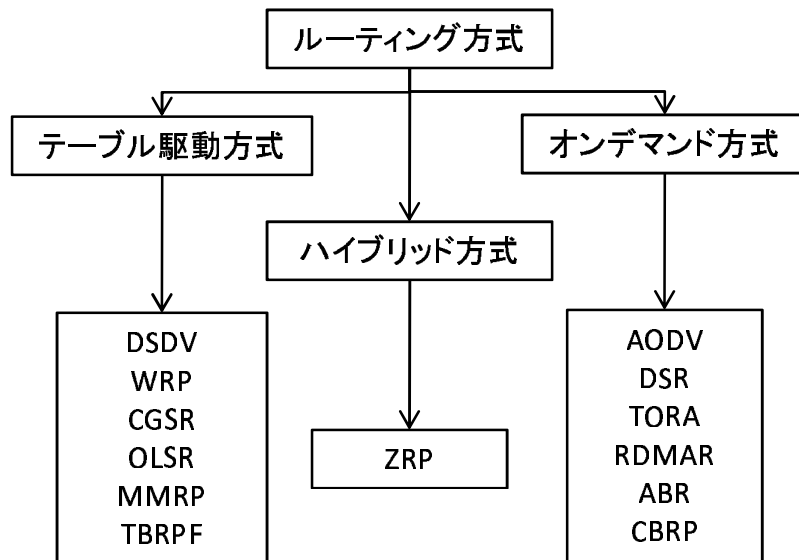 ルーティング方式
テーブル駆動方式
オンデマンド方式
ハイブリッド方式
DSDV
WRP
CGSR
OLSR
MMRP
TBRPF
ZRP
AODV
DSR
TORA
RDMAR
ABR
CBRP